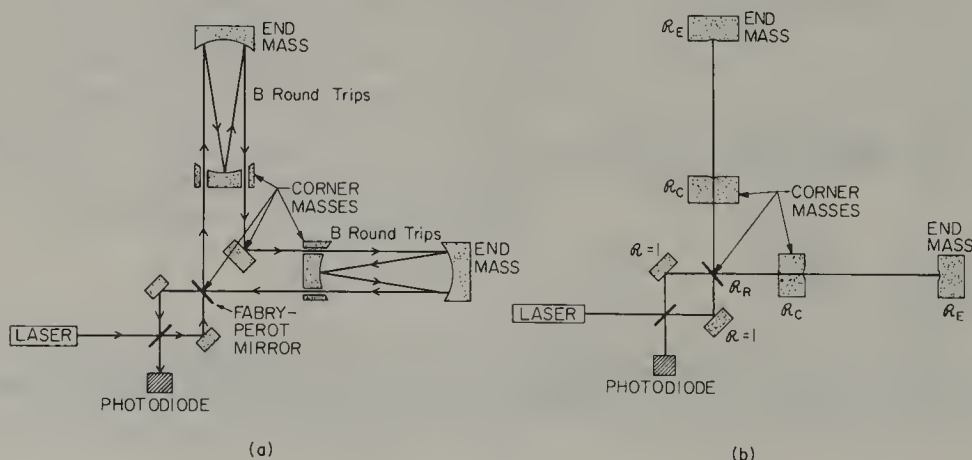 END
MASS
B Round Trips
CORNER
MASSES
B Round Trips
END
MASS
FABRY-
PEROT
MIRROR
LASER
PHOTODIODE
(a)
ℛE
END
MASS
ℛC
CORNER
MASSES
END
MASS
ℛ=1
ℛR
ℛC
ℛE
LASER
ℛ=1
PHOTODIODE
(b)